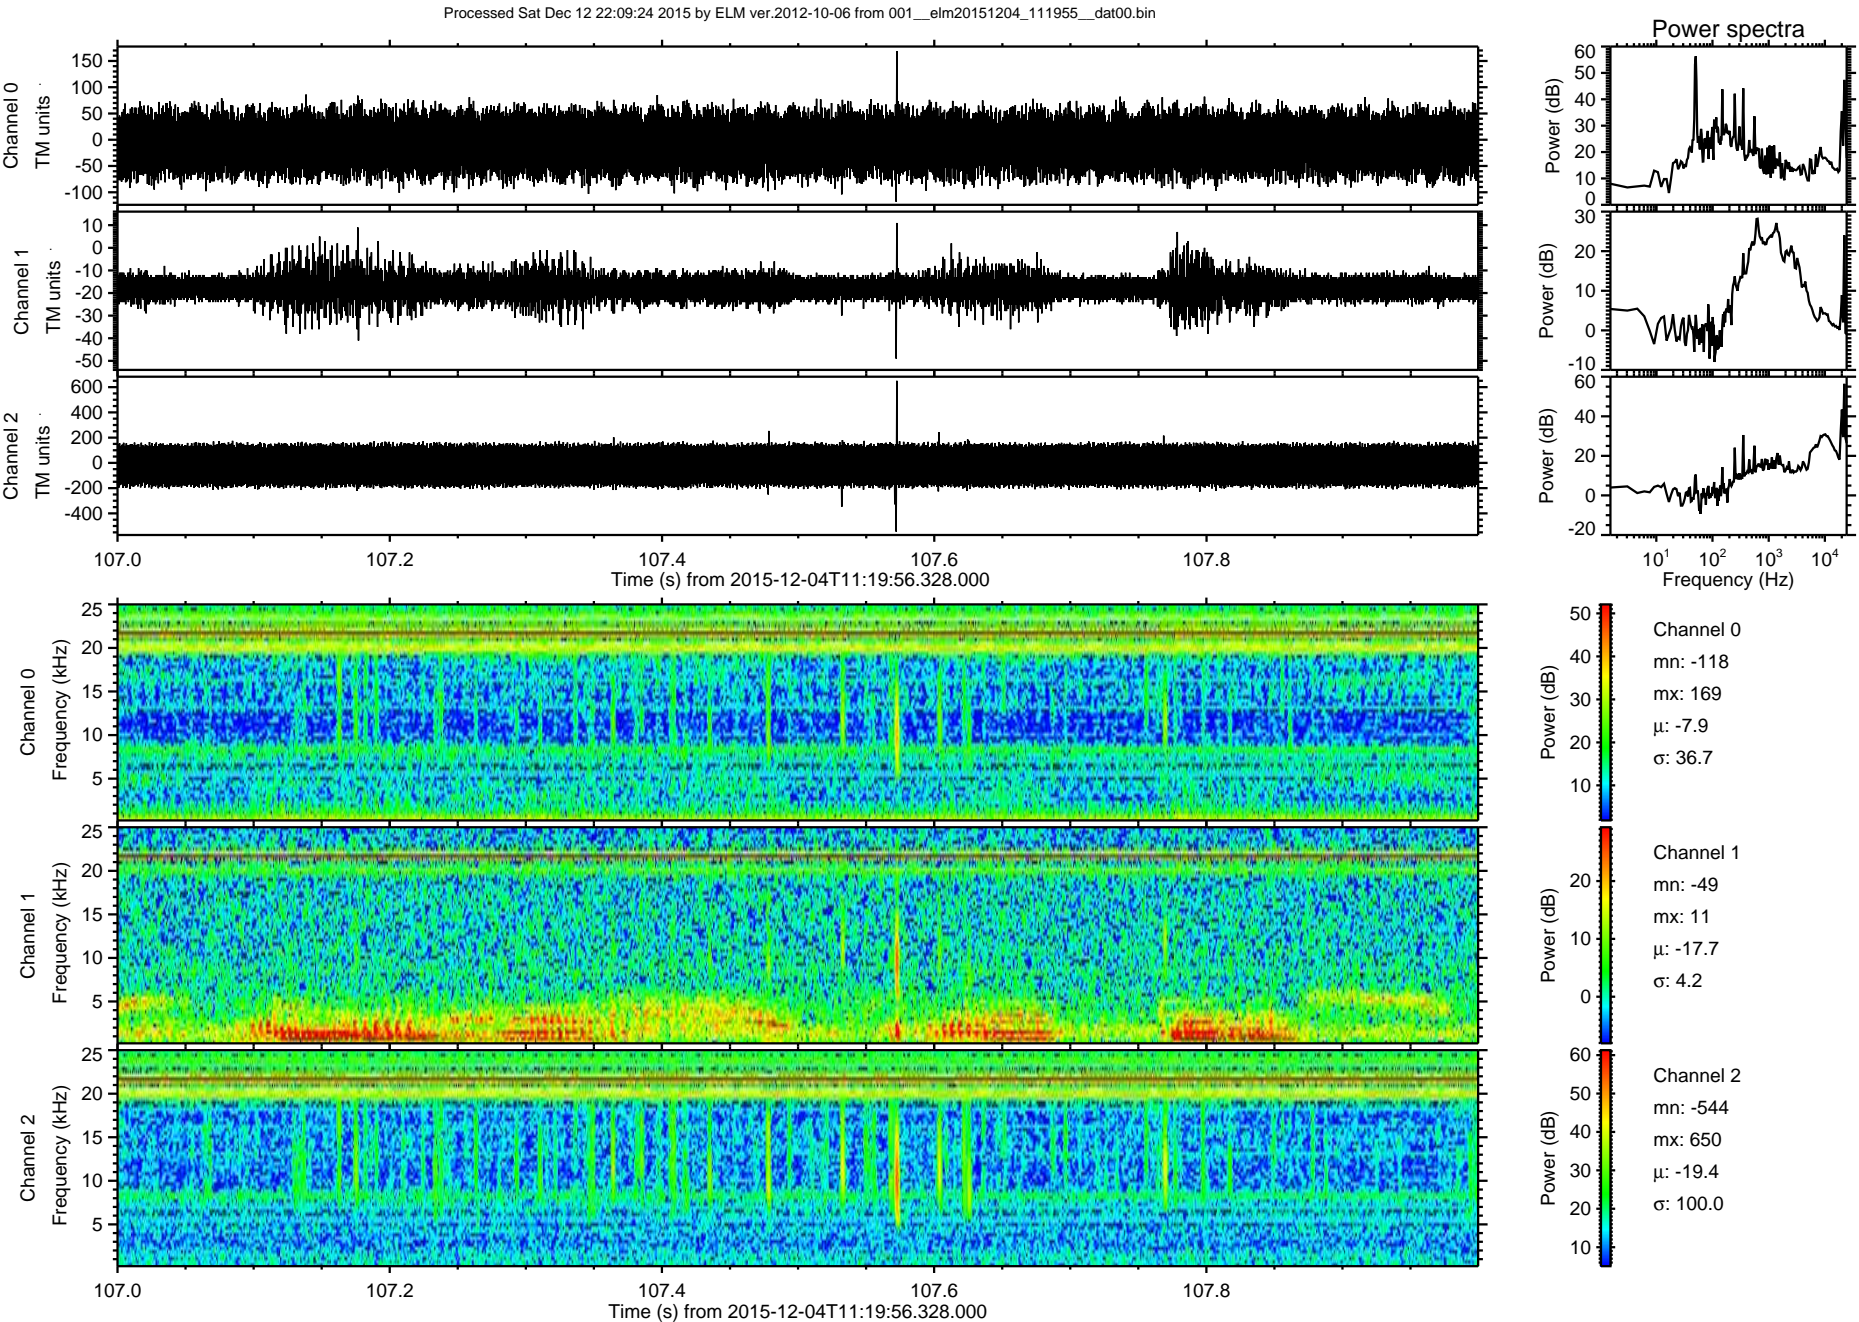 Processed Sat Dec 12 22:09:24 2015 by ELM ver.2012-10-06 from 001__elm20151204_111955__dat00.bin
Power spectra
Channel 0
TM units
150
100
50
0
-50
-100
Power (dB)
60
50
40
30
20
10
0
Channel 1
TM units
10
0
-10
-20
-30
-40
-50
Power (dB)
30
20
10
0
-10
Channel 2
TM units
600
400
200
0
-200
-400
Power (dB)
60
40
20
0
-20
107.0 107.2 107.4 107.6 107.8
Time (s) from 2015-12-04T11:19:56.328.000
10^1 10^2 10^3 10^4
Frequency (Hz)
Channel 0
Frequency (kHz)
25
20
15
10
5
Power (dB)
50
40
30
20
10
Channel 0
mn: -118
mx: 169
μ: -7.9
σ: 36.7
Channel 1
Frequency (kHz)
25
20
15
10
5
Power (dB)
20
10
0
Channel 1
mn: -49
mx: 11
μ: -17.7
σ: 4.2
Channel 2
Frequency (kHz)
25
20
15
10
5
Power (dB)
60
50
40
30
20
10
Channel 2
mn: -544
mx: 650
μ: -19.4
σ: 100.0
107.0 107.2 107.4 107.6 107.8
Time (s) from 2015-12-04T11:19:56.328.000